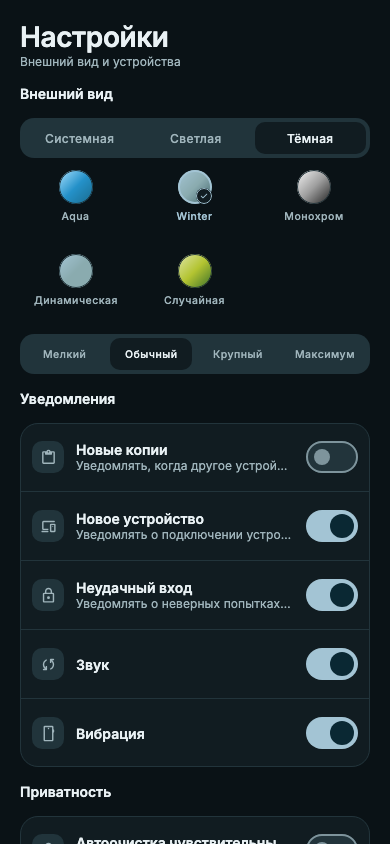 Настройки
Внешний вид и устройства
Внешний вид
Системная Светлая Тёмная
Aqua Winter Монохром
Динамическая Случайная
Мелкий Обычный Крупный Максимум
Уведомления
Новые копии
Уведомлять, когда другое устрой...
Новое устройство
Уведомлять о подключении устро...
Неудачный вход
Уведомлять о неверных попытках...
Звук
Вибрация
Приватность
Автоочистка чувствительны...